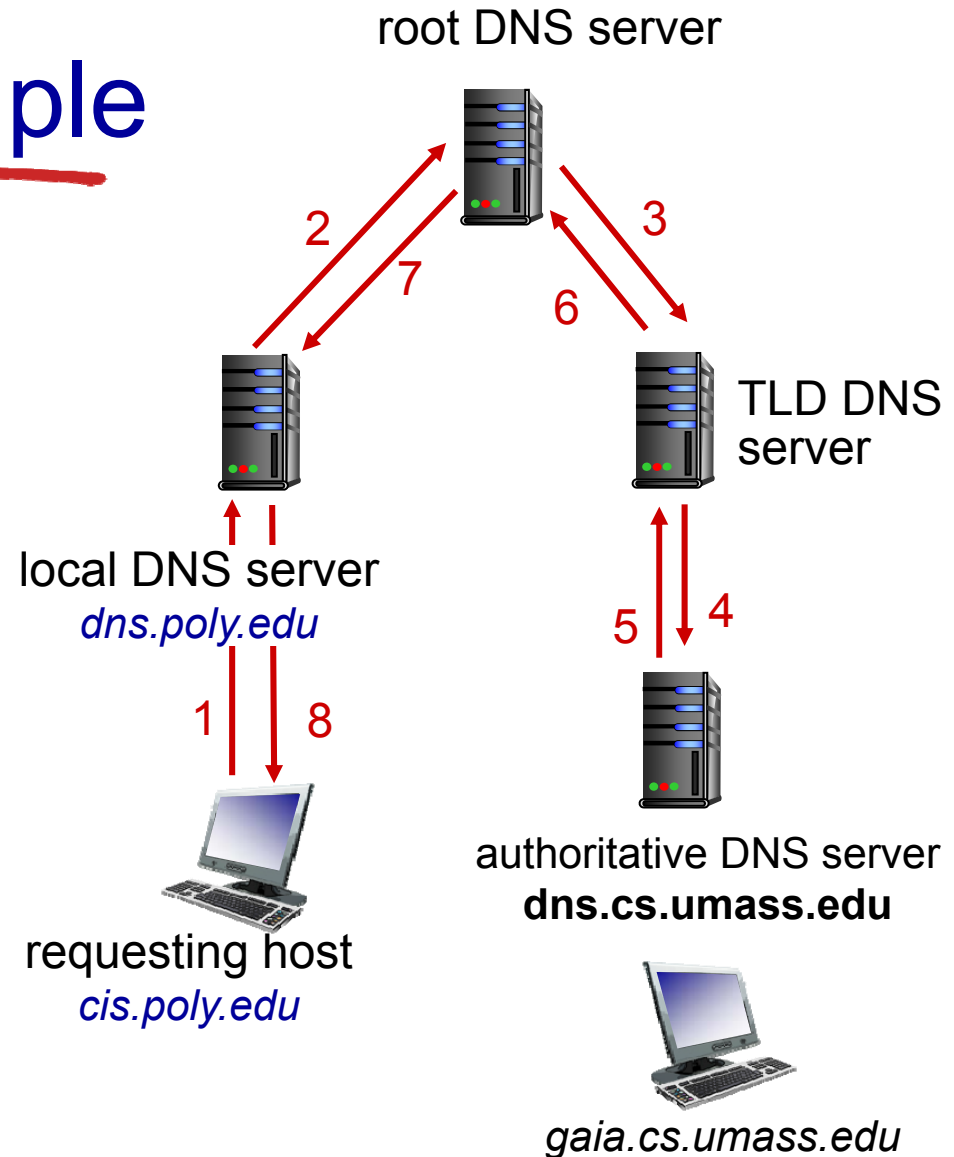 root DNS server
ple
2
3
7
6
TLD DNS
server
local DNS server
dns.poly.edu
5
4
1
8
authoritative DNS server
dns.cs.umass.edu
requesting host
cis.poly.edu
gaia.cs.umass.edu